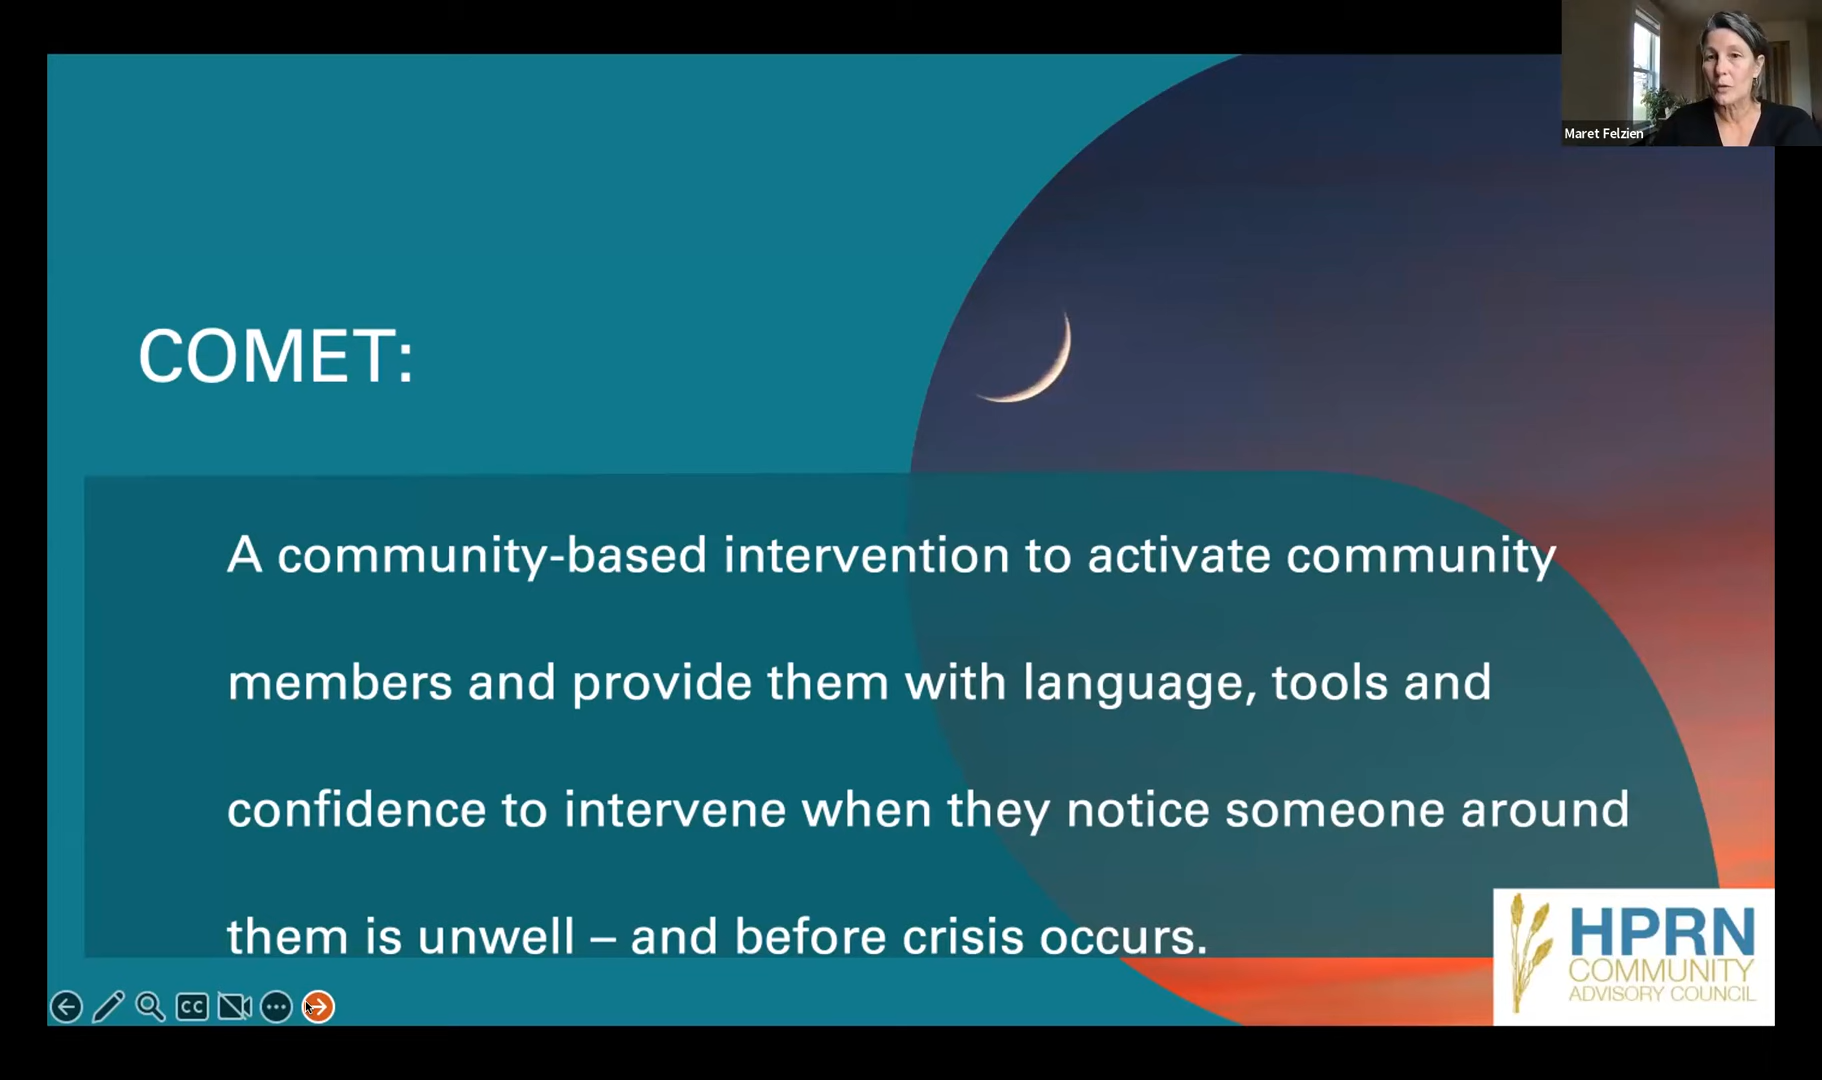 Maret Felzien
COMET:
A community-based intervention to activate community
members and provide them with language, tools and
confidence to intervene when they notice someone around
them is unwell – and before crisis occurs.
HPRN
COMMUNITY
ADVISORY COUNCIL
CC